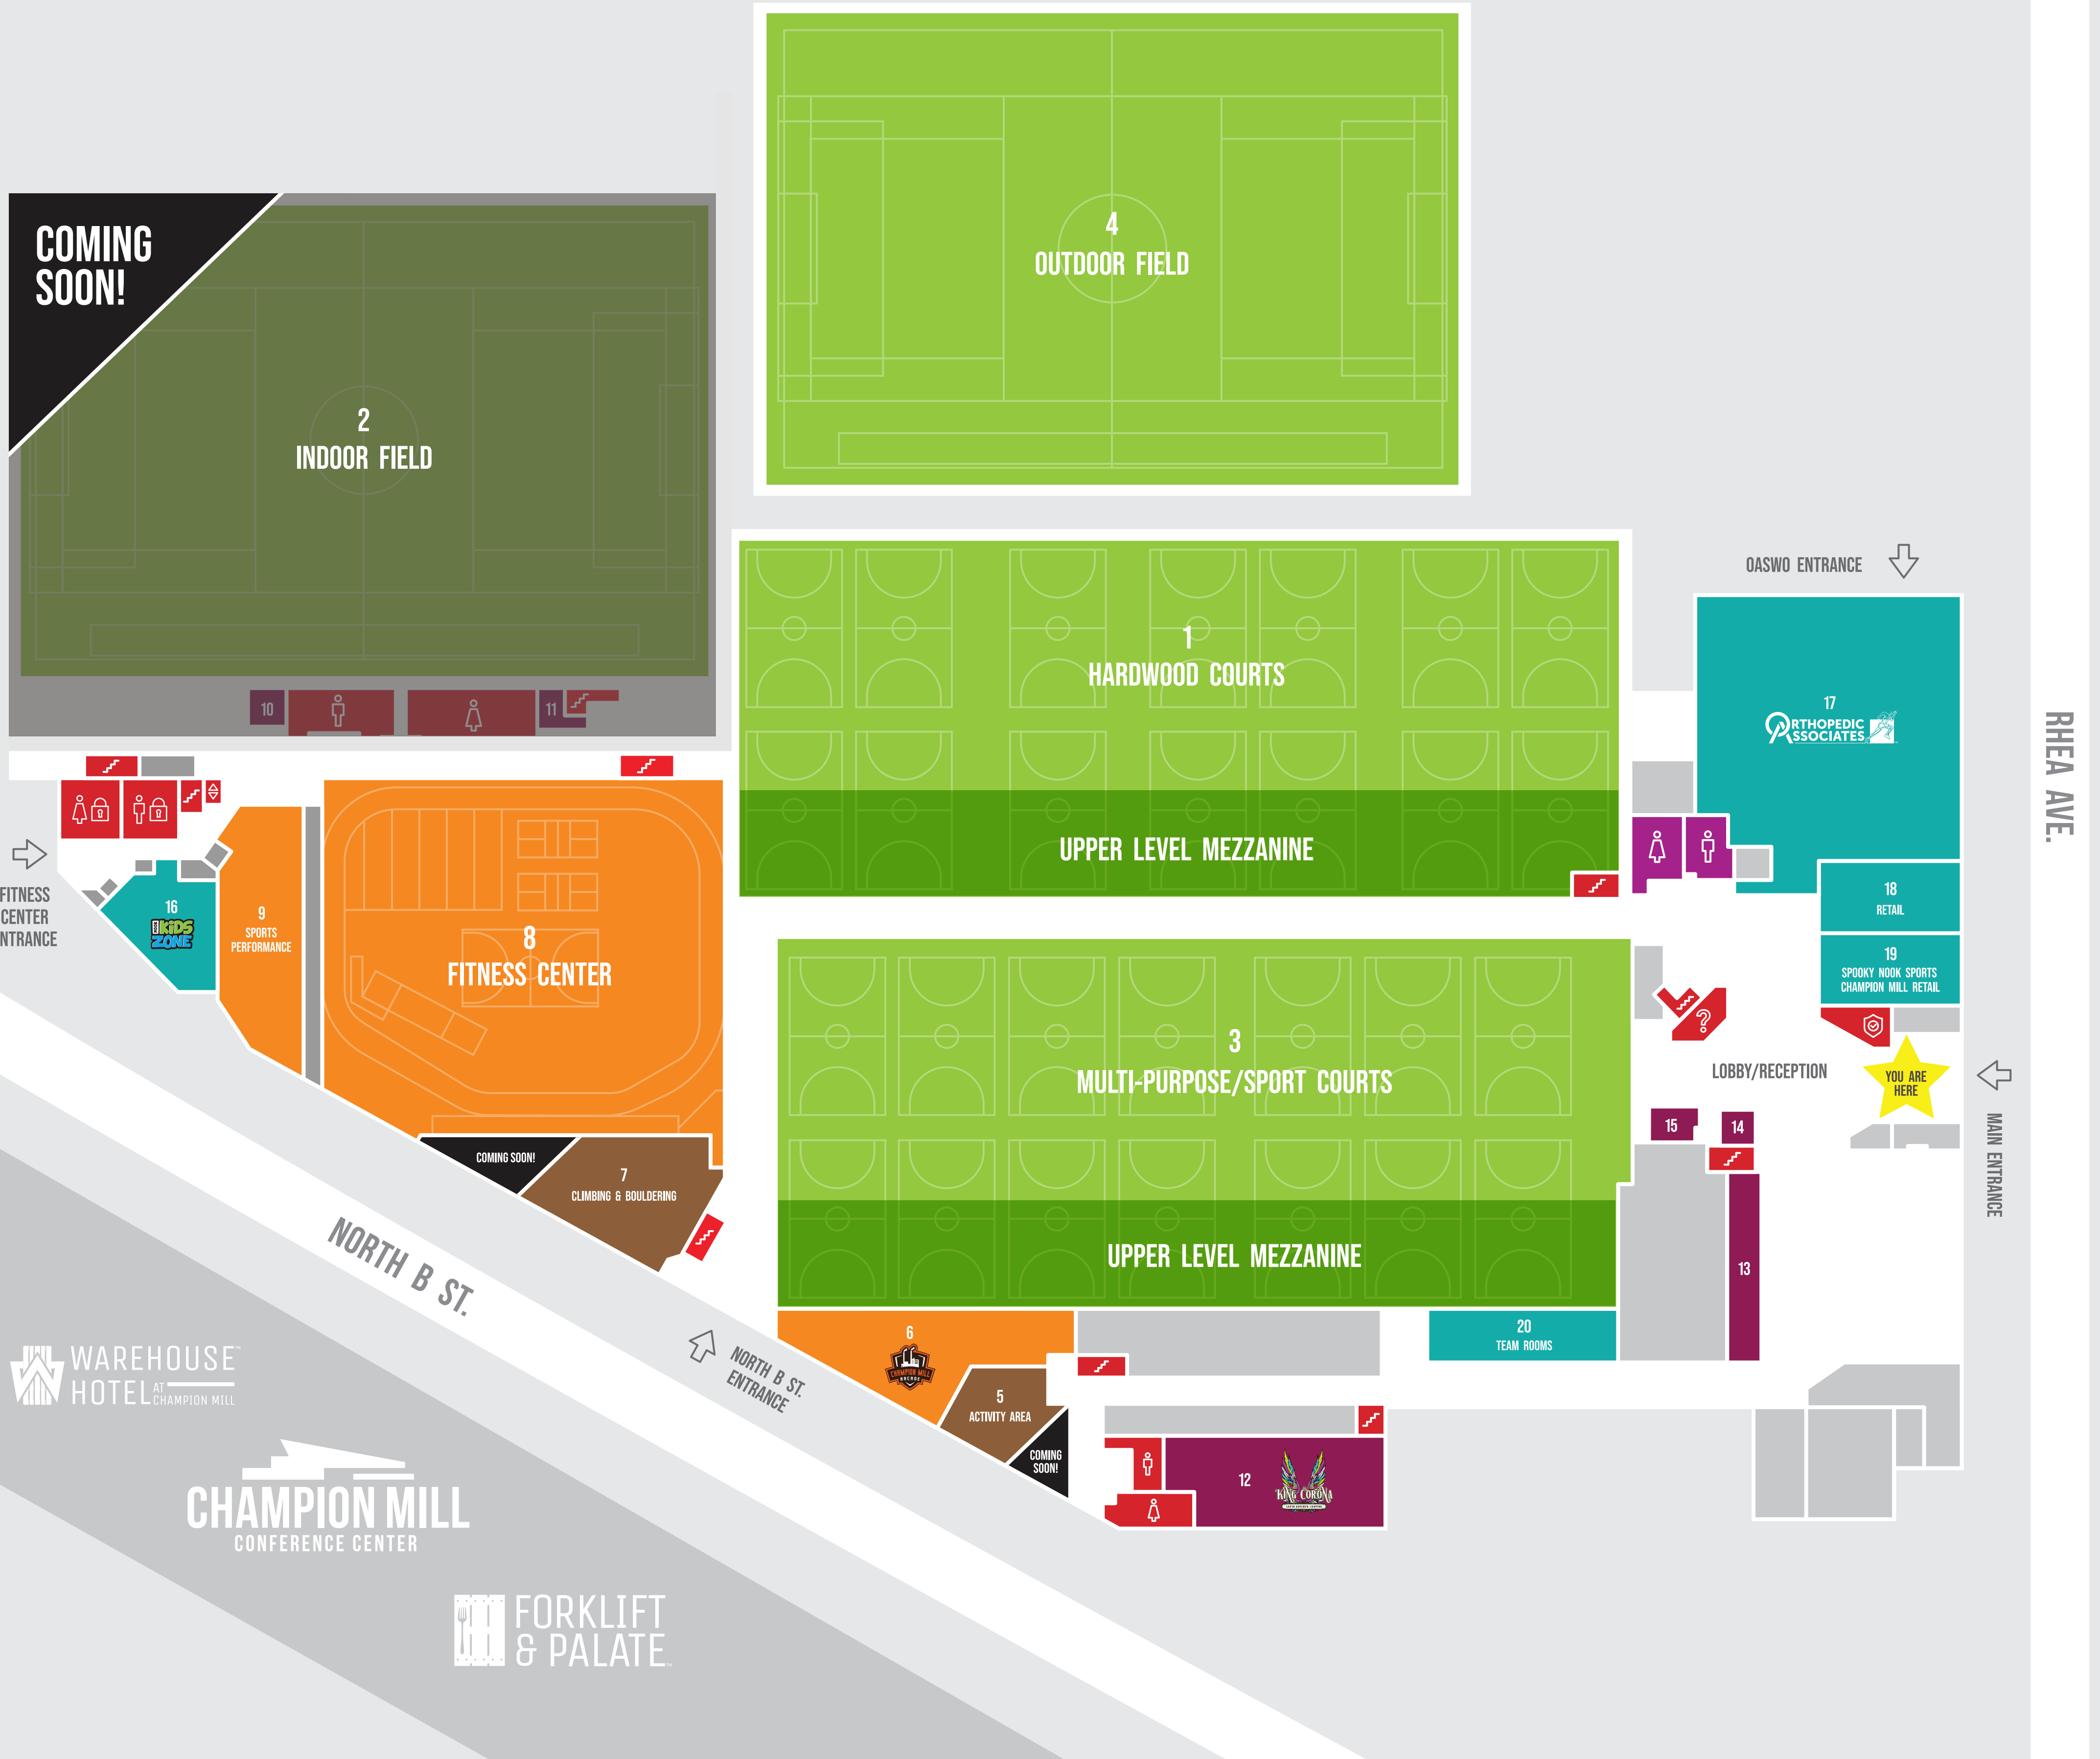 COMING
SOON!
4
OUTDOOR FIELD
2
INDOOR FIELD
10
11
1
HARDWOOD COURTS
UPPER LEVEL MEZZANINE
OASWO ENTRANCE
17
ORTHOPEDIC
ASSOCIATES
RHEA AVE.
18
RETAIL
19
SPOOKY NOOK SPORTS
CHAMPION MILL RETAIL
?
LOBBY/RECEPTION
YOU ARE
HERE
MAIN ENTRANCE
15
14
13
FITNESS
CENTER
NTRANCE
16
KIDS
ZONE
9
SPORTS
PERFORMANCE
8
FITNESS CENTER
COMING SOON!
7
CLIMBING & BOULDERING
3
MULTI-PURPOSE/SPORT COURTS
UPPER LEVEL MEZZANINE
6
CHAMPION MILL
ARCADE
5
ACTIVITY AREA
COMING
SOON!
20
TEAM ROOMS
12
KING CORONA
NORTH B ST.
NORTH B ST.
ENTRANCE
WAREHOUSE
HOTEL AT CHAMPION MILL
CHAMPION MILL
CONFERENCE CENTER
FORKLIFT
& PALATE